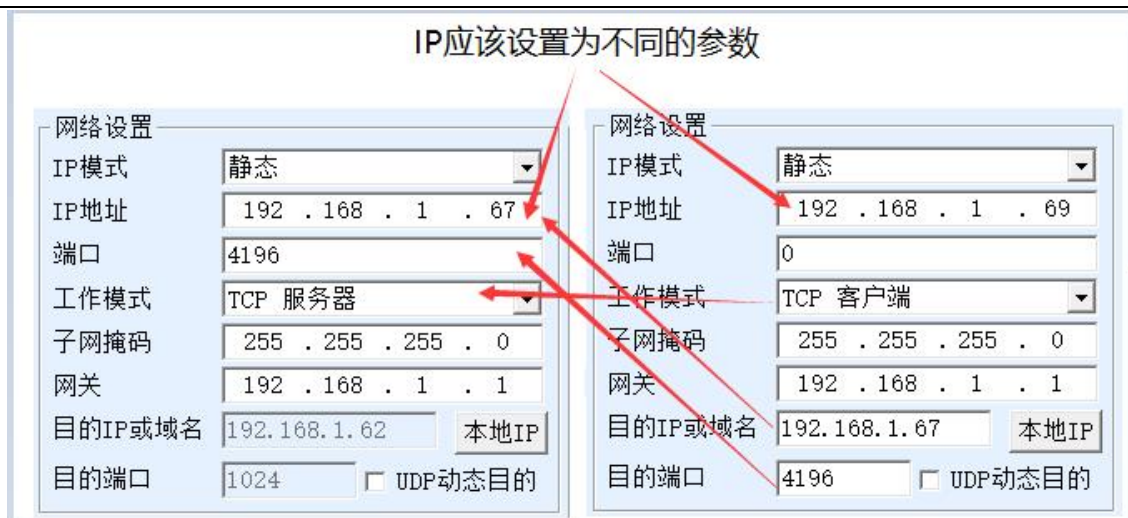 IP应该设置为不同的参数
网络设置
IP模式 静态
IP地址 192 . 168 . 1 . 67
端口 4196
工作模式 TCP 服务器
子网掩码 255 . 255 . 255 . 0
网关 192 . 168 . 1 . 1
目的IP或域名 192.168.1.62 本地IP
目的端口 1024 UDP动态目的
网络设置
IP模式 静态
IP地址 192 . 168 . 1 . 69
端口 0
工作模式 TCP 客户端
子网掩码 255 . 255 . 255 . 0
网关 192 . 168 . 1 . 1
目的IP或域名 192.168.1.67 本地IP
目的端口 4196 UDP动态目的